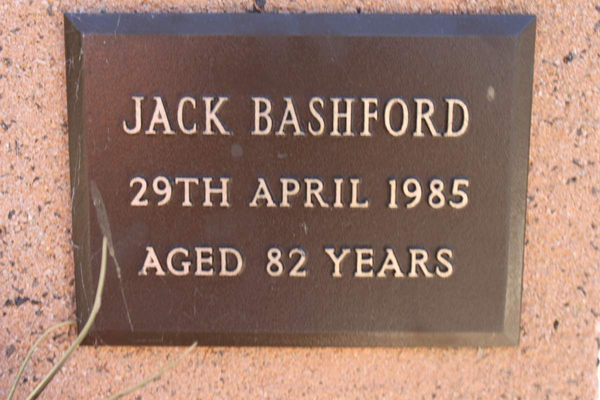 JACK BASHFORD
29TH APRIL 1985
AGED 82 YEARS